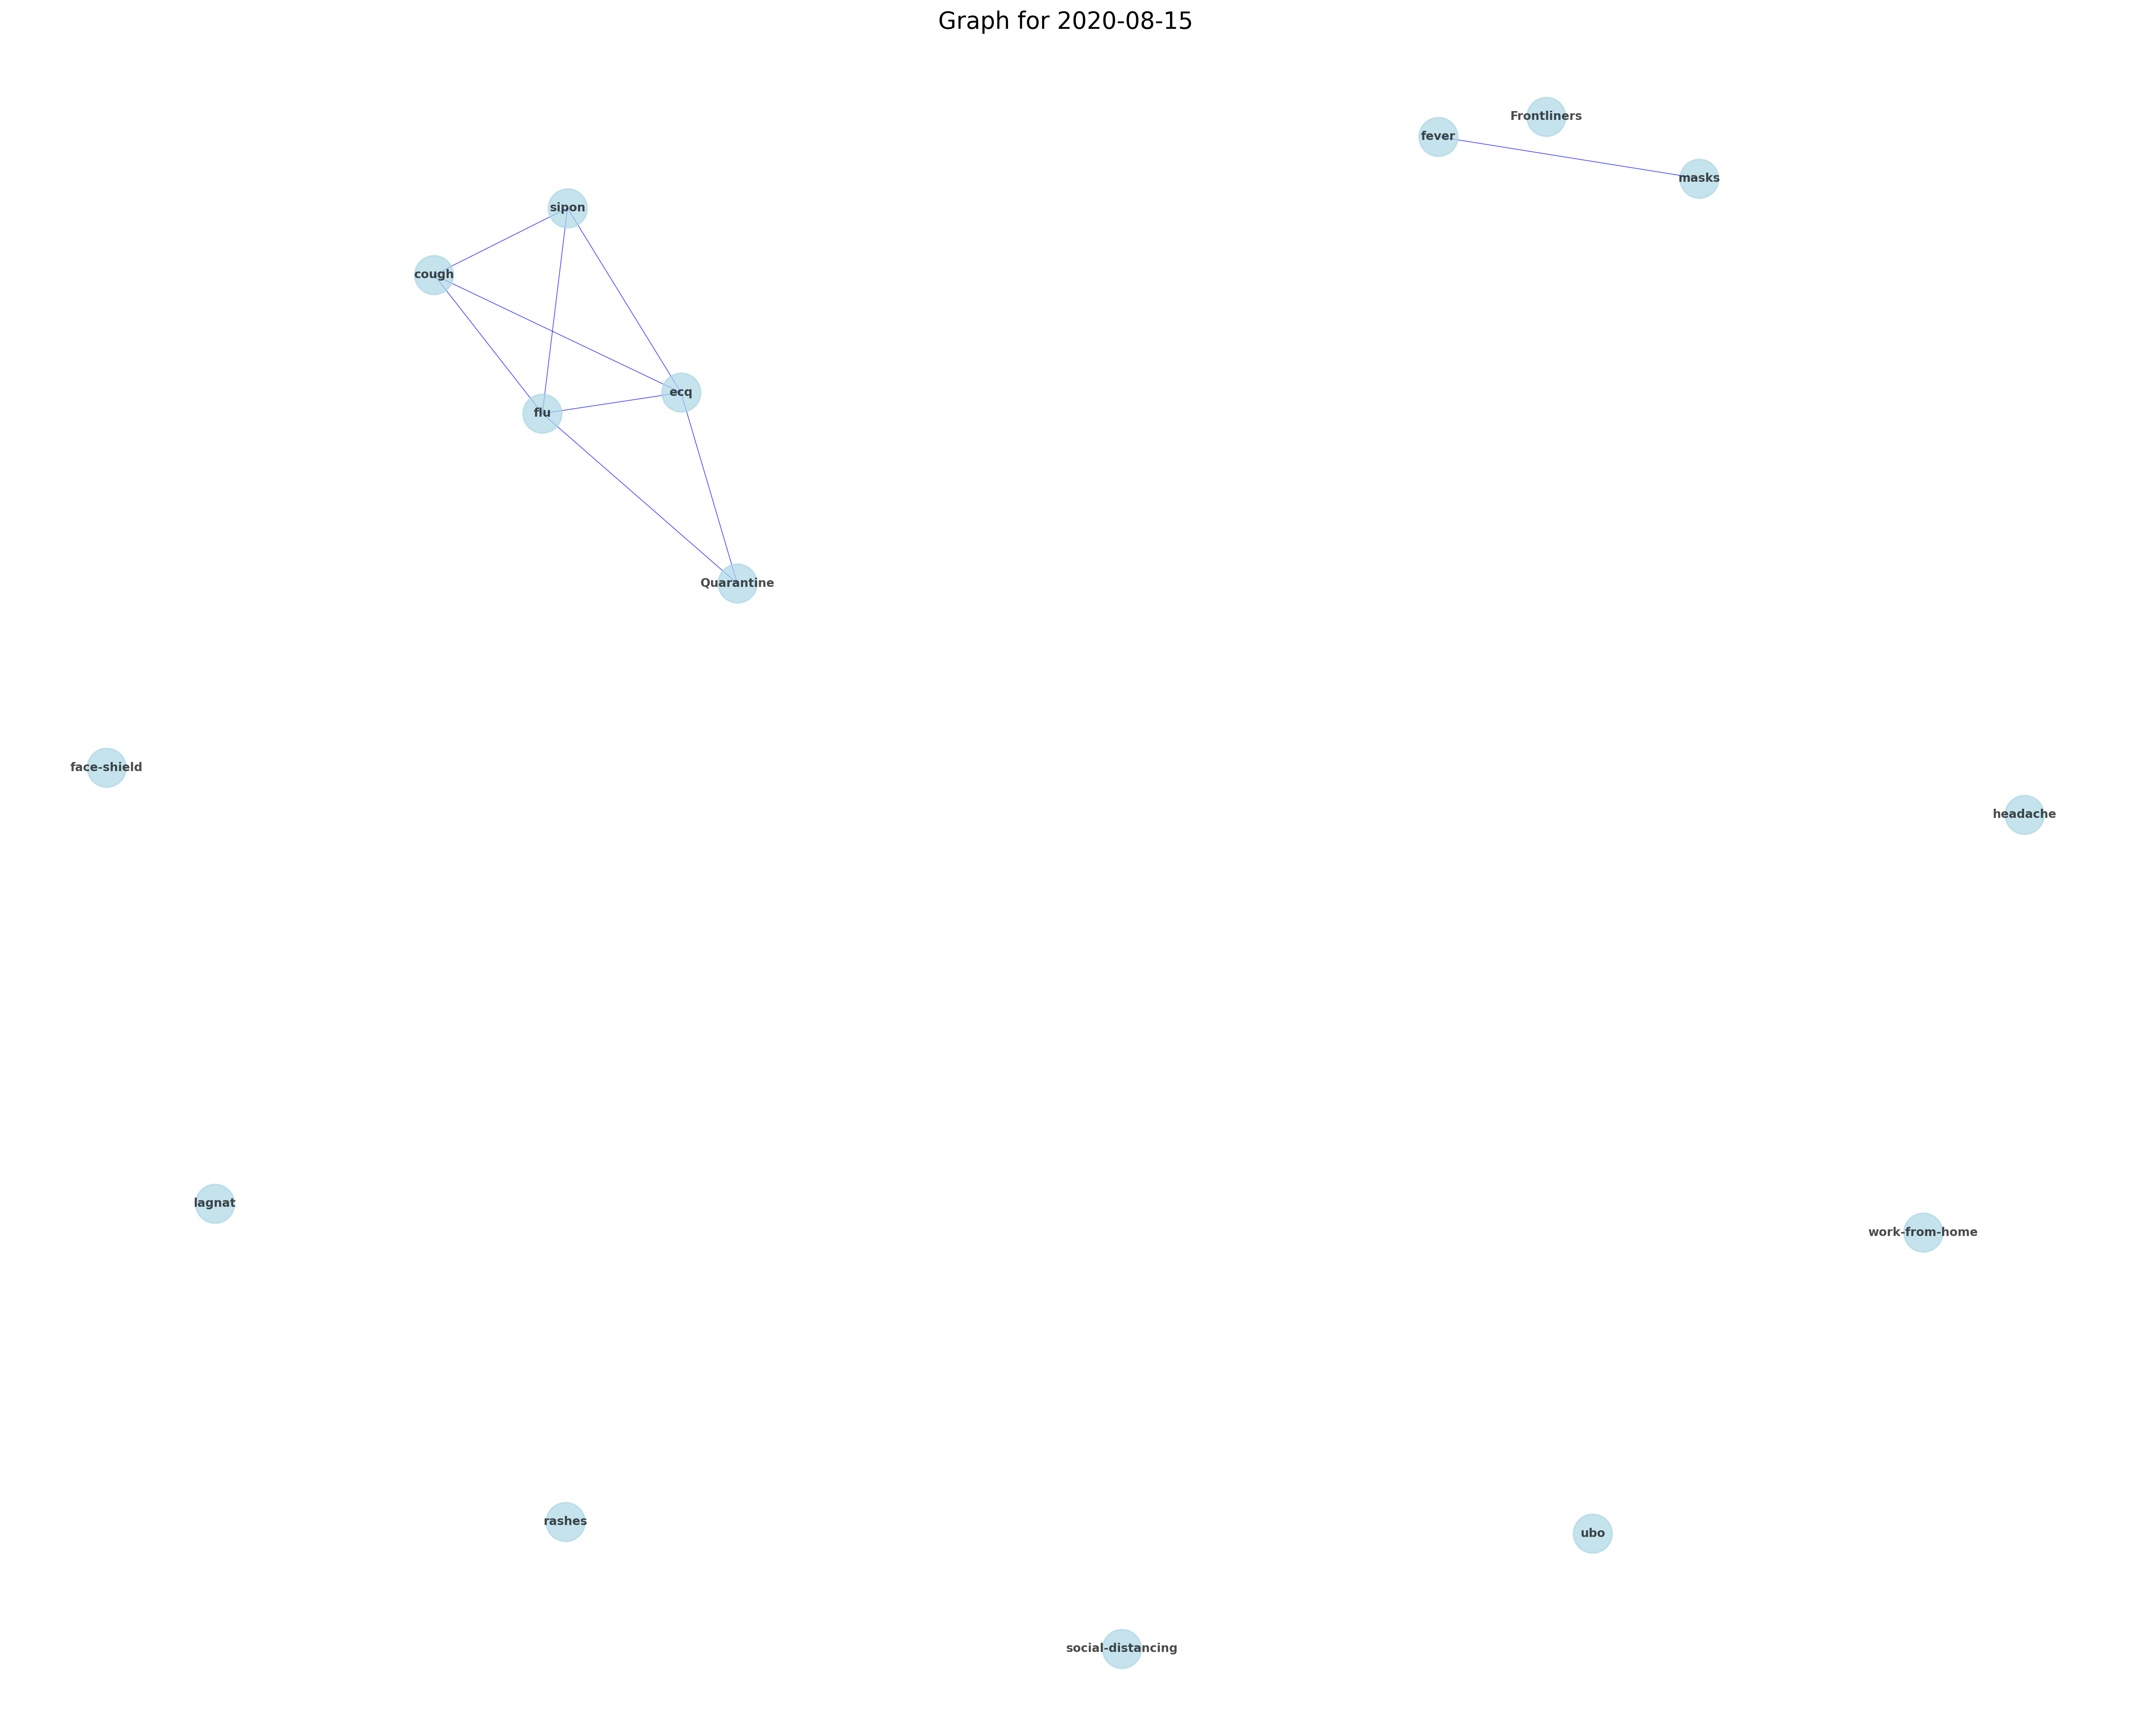 Graph for 2020-08-15
Frontliners
fever
masks
sipon
cough
ecq
flu
Quarantine
face-shield
headache
lagnat
work-from-home
rashes
ubo
social-distancing